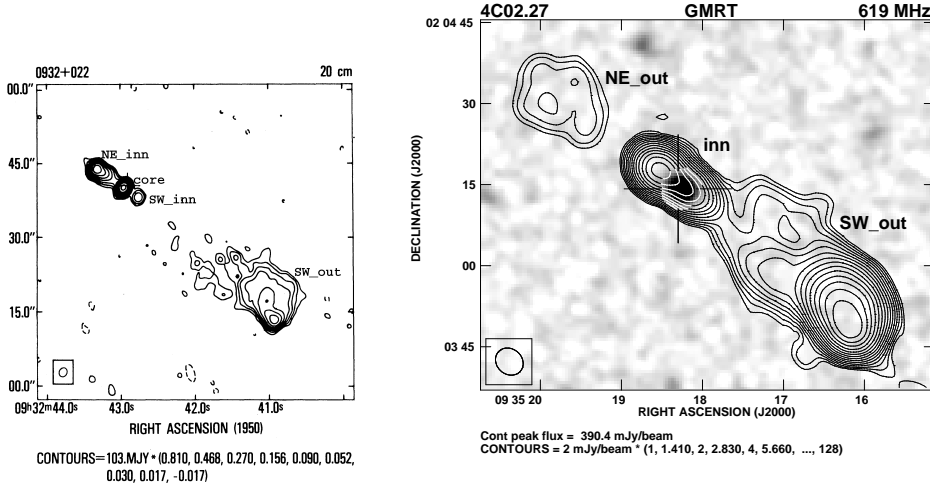 0932+022 20 cm
00.0"
45.0"
30.0"
15.0"
00.0"
NE_inn
core
SW_inn
SW_out
09h 32m 44.0s 43.0s 42.0s 41.0s
RIGHT ASCENSION (1950)
CONTOURS=103.MJY * (0.810, 0.468, 0.270, 0.156, 0.090, 0.052,
0.030, 0.017, -0.017)
4C02.27 GMRT 619 MHz
02 04 45
30
15
00
03 45
DECLINATION (J2000)
NE_out
inn
SW_out
09 35 20 19 18 17 16
RIGHT ASCENSION (J2000)
Cont peak flux = 390.4 mJy/beam
CONTOURS = 2 mJy/beam * (1, 1.410, 2, 2.830, 4, 5.660, ..., 128)